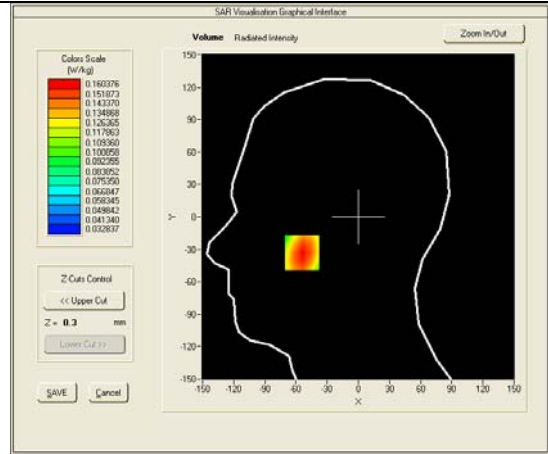 SAR Visualisation Graphical Interface
Volume Radiated Intensity
Zoom In/Out
Colors Scale
(W/kg)
0.160376
0.151873
0.143370
0.134868
0.126365
0.117863
0.109360
0.100858
0.092355
0.083852
0.075350
0.066847
0.058345
0.049842
0.041340
0.032837
Z-Cuts Control
<< Upper Cut
Z = 0.3 mm
Lower Cut >>
SAVE Cancel
150
120
90
60
30
0
-30
-60
-90
-120
-150
Y
-150 -120 -90 -60 -30 0 30 60 90 120 150
X